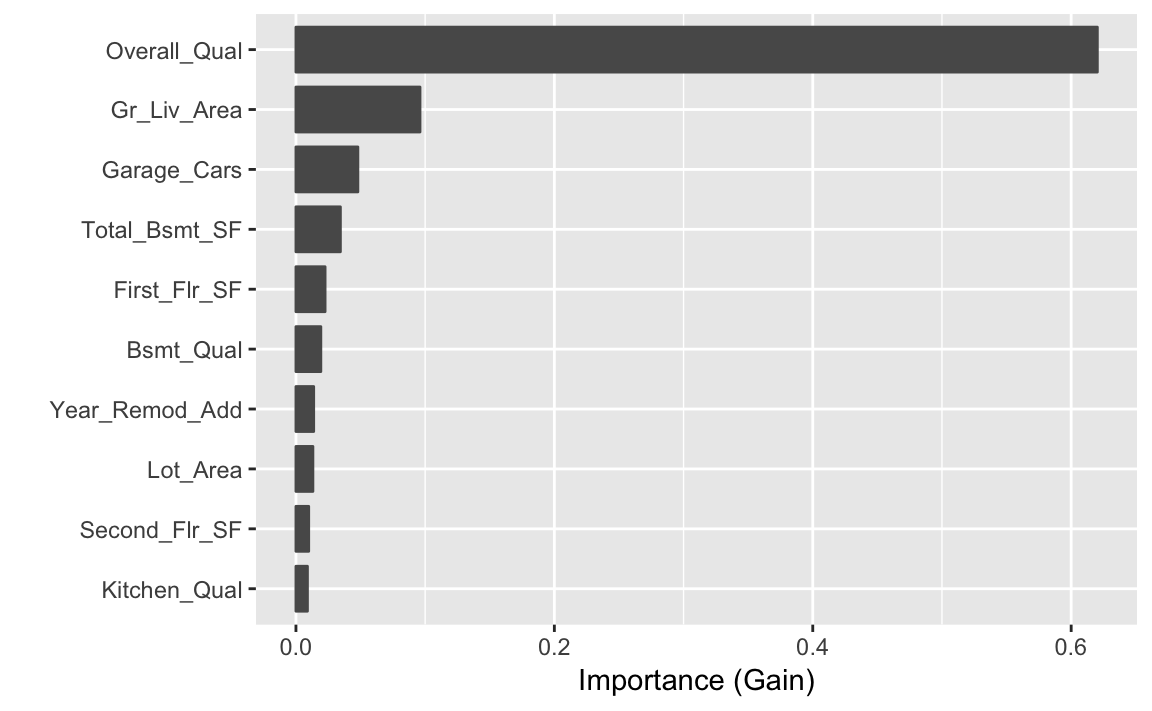 Overall_Qual
Gr_Liv_Area
Garage_Cars
Total_Bsmt_SF
First_Flr_SF
Bsmt_Qual
Year_Remod_Add
Lot_Area
Second_Flr_SF
Kitchen_Qual
0.0 0.2 0.4 0.6
Importance (Gain)